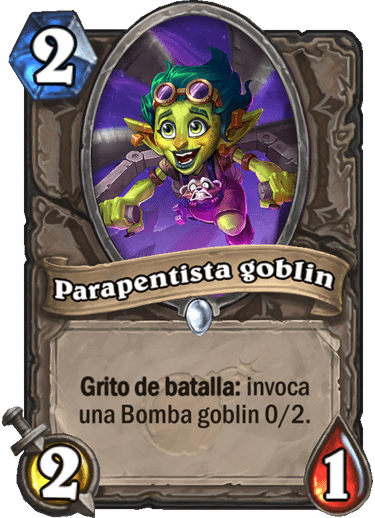 2
Parapentista goblin
Grito de batalla: invoca
una Bomba goblin 0/2.
2
1